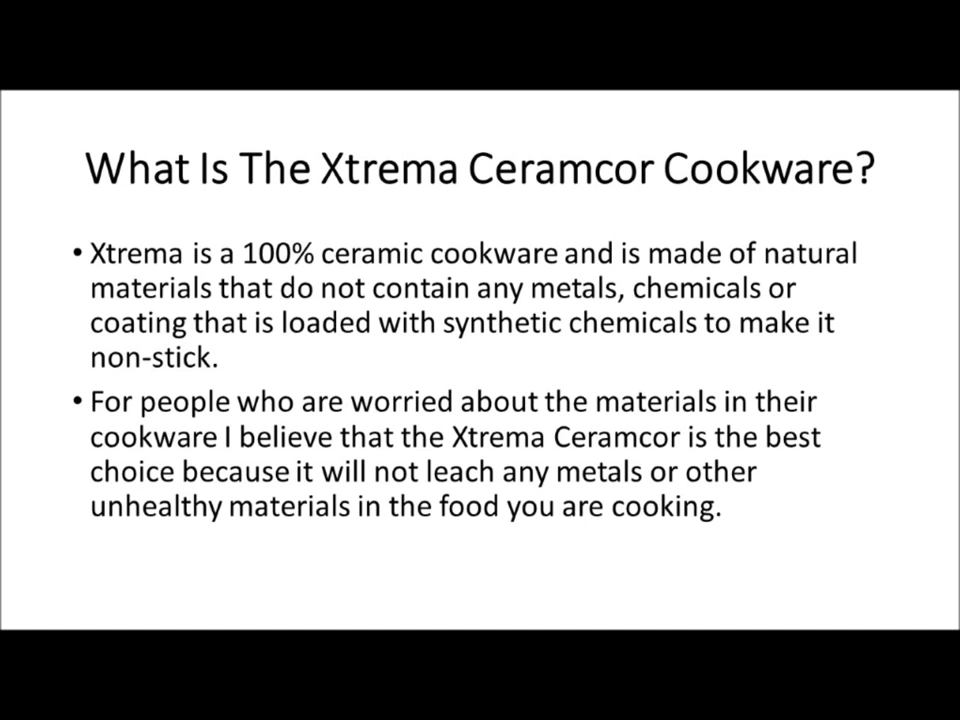 What Is The Xtrema Ceramcor Cookware?
• Xtrema is a 100% ceramic cookware and is made of natural
materials that do not contain any metals, chemicals or
coating that is loaded with synthetic chemicals to make it
non-stick.
• For people who are worried about the materials in their
cookware I believe that the Xtrema Ceramcor is the best
choice because it will not leach any metals or other
unhealthy materials in the food you are cooking.